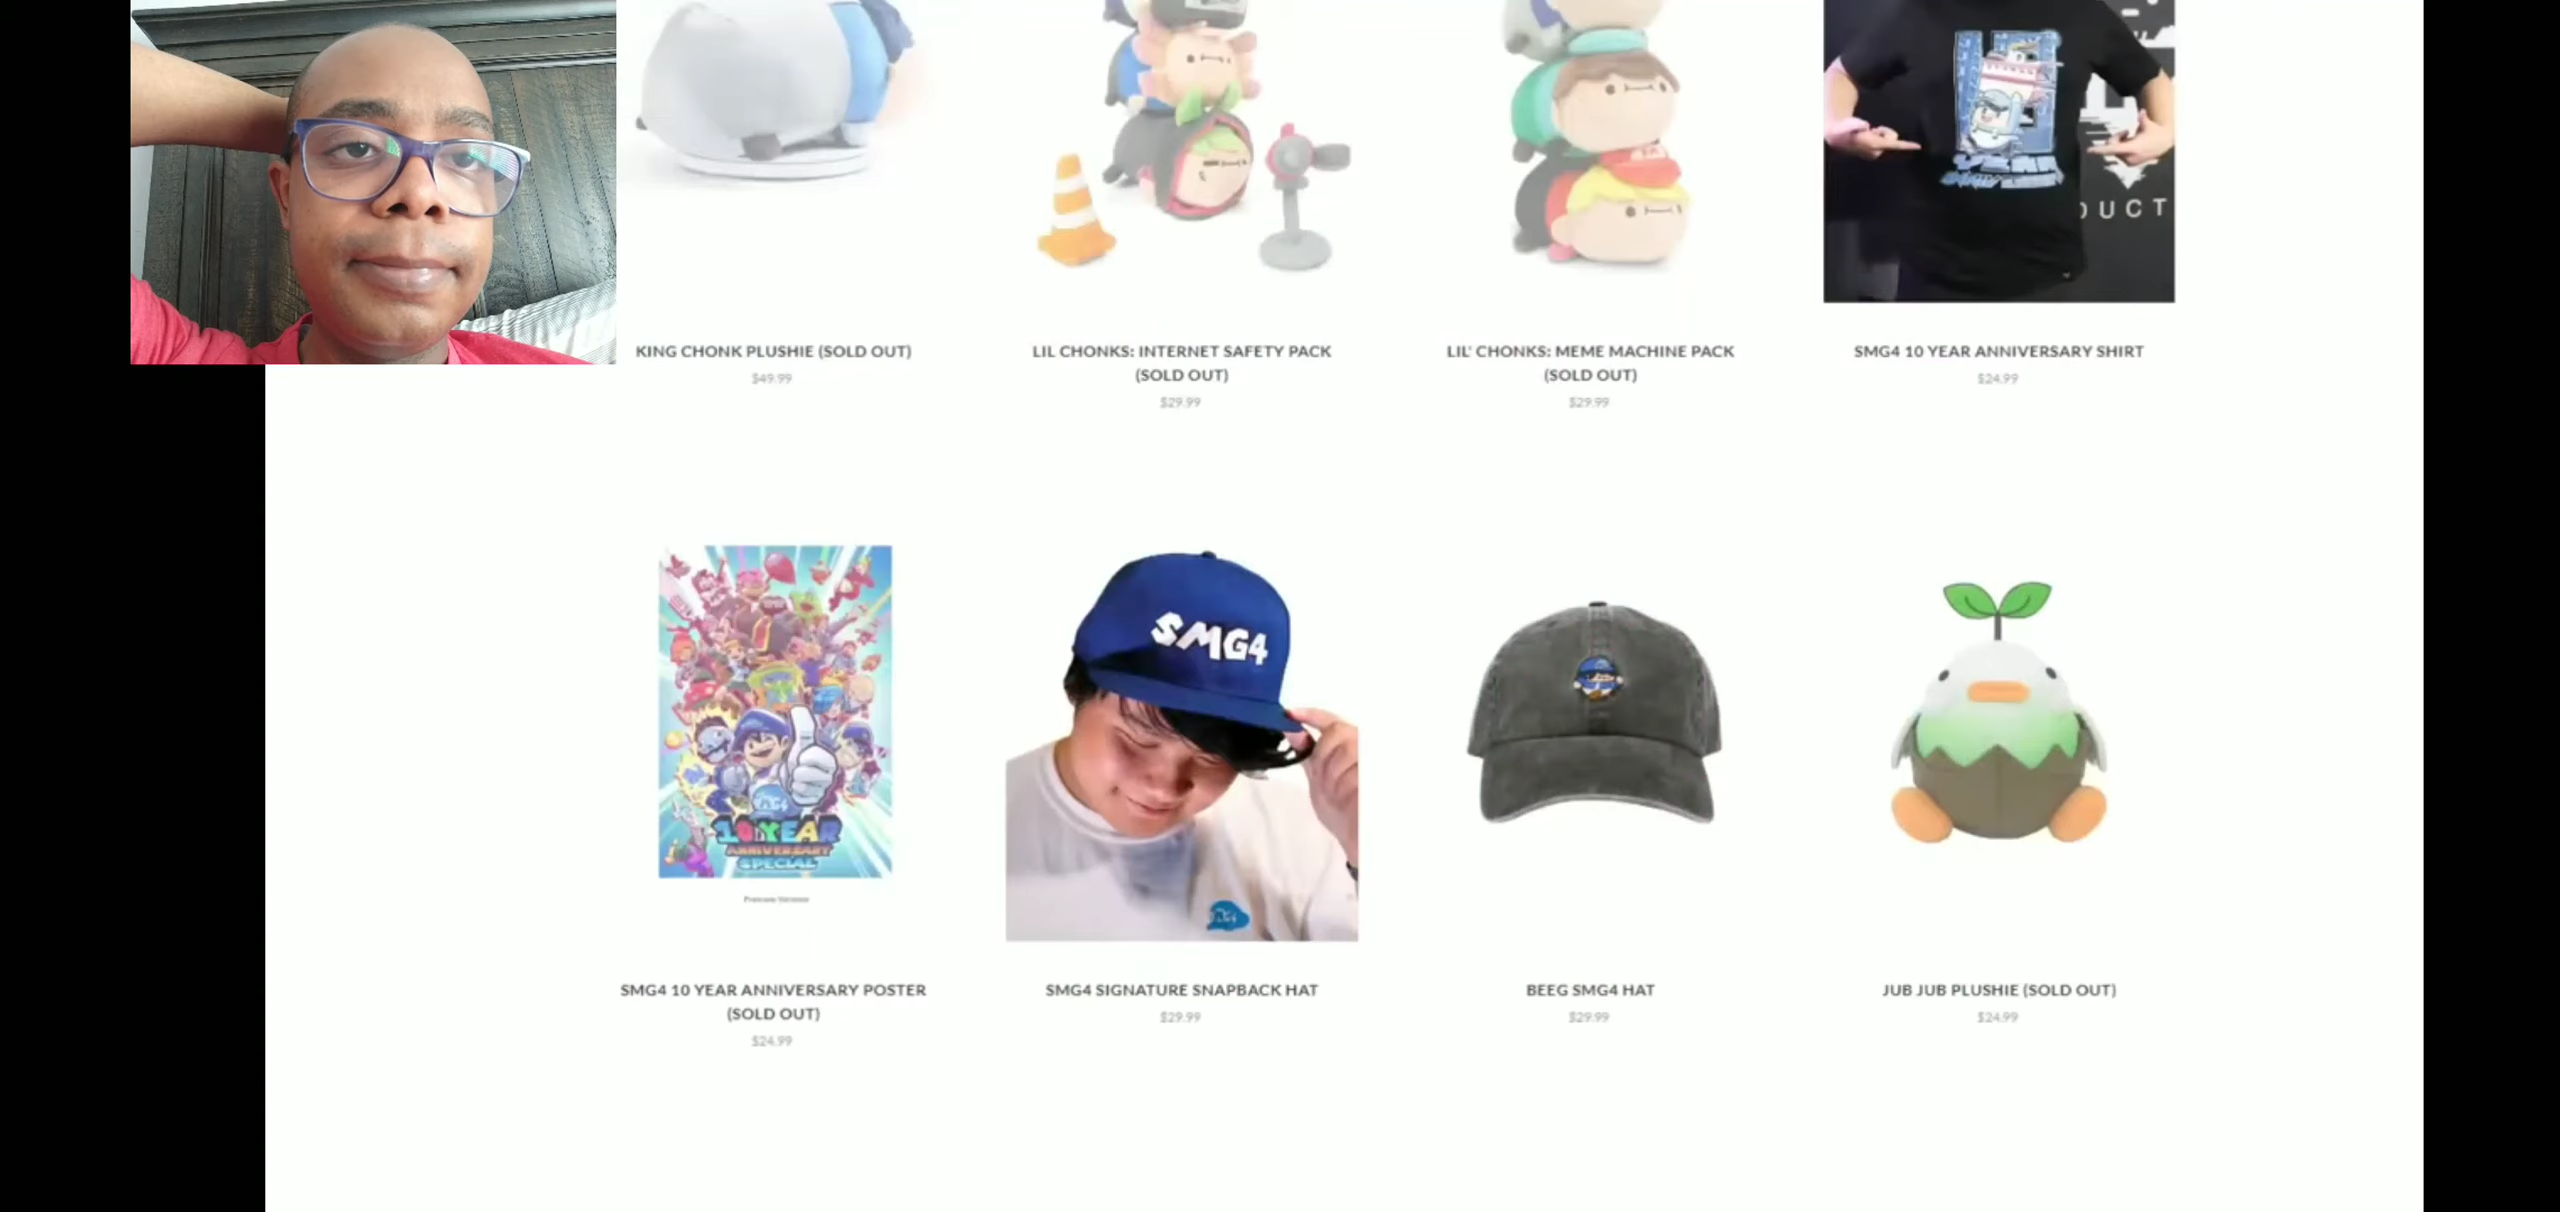 DUCT
KING CHONK PLUSHIE (SOLD OUT)
$49.99
LIL CHONKS: INTERNET SAFETY PACK
(SOLD OUT)
$29.99
LIL' CHONKS: MEME MACHINE PACK
(SOLD OUT)
$29.99
SMG4 10 YEAR ANNIVERSARY SHIRT
$24.99
SMG4
10 YEAR
ANNIVERSARY
SPECIAL
SMG4 10 YEAR ANNIVERSARY POSTER
(SOLD OUT)
$24.99
SMG4 SIGNATURE SNAPBACK HAT
$29.99
BEEG SMG4 HAT
$29.99
JUB JUB PLUSHIE (SOLD OUT)
$24.99